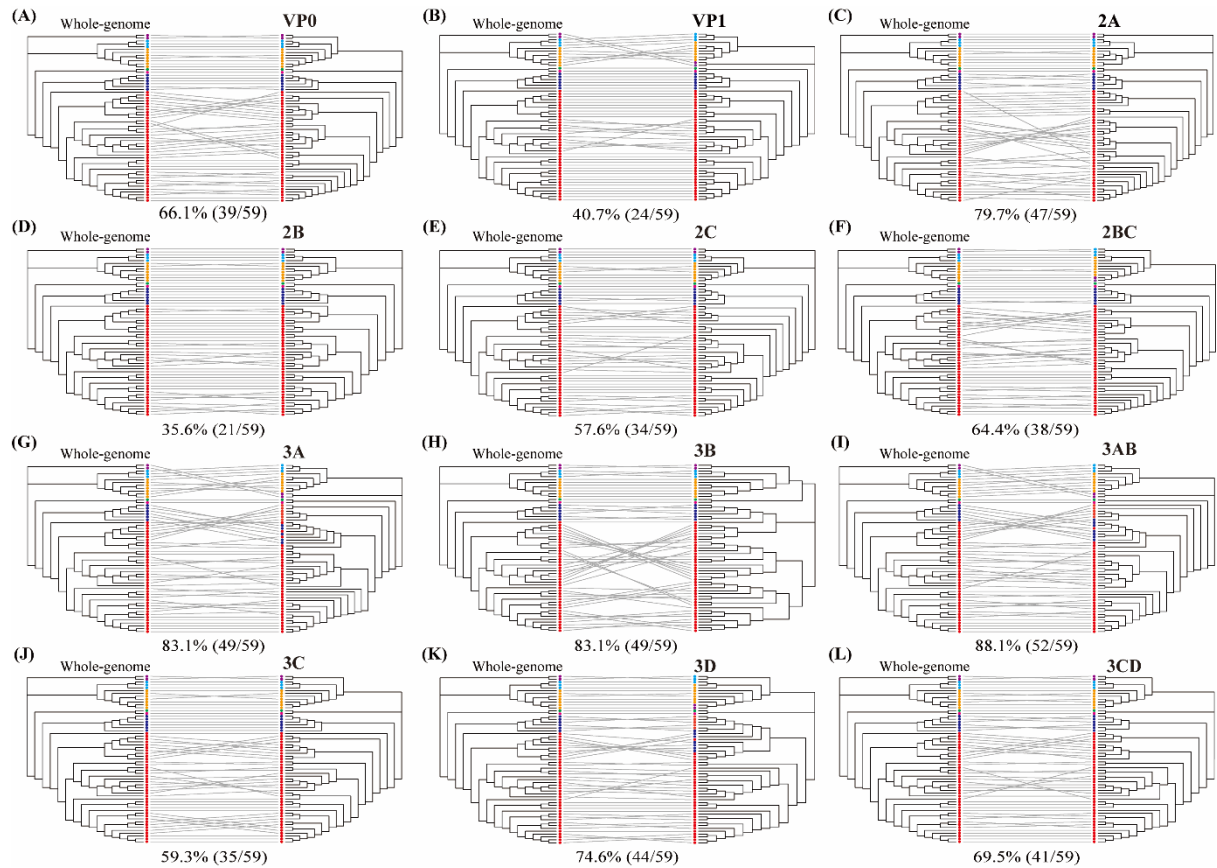 (A) Whole-genome VP0
66.1% (39/59)
(B) Whole-genome VP1
40.7% (24/59)
(C) Whole-genome 2A
79.7% (47/59)
(D) Whole-genome 2B
35.6% (21/59)
(E) Whole-genome 2C
57.6% (34/59)
(F) Whole-genome 2BC
64.4% (38/59)
(G) Whole-genome 3A
83.1% (49/59)
(H) Whole-genome 3B
83.1% (49/59)
(I) Whole-genome 3AB
88.1% (52/59)
(J) Whole-genome 3C
59.3% (35/59)
(K) Whole-genome 3D
74.6% (44/59)
(L) Whole-genome 3CD
69.5% (41/59)